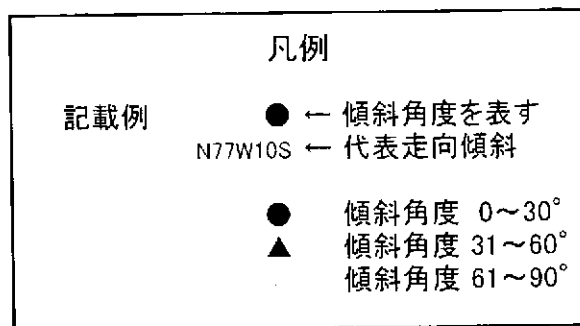 凡例
記載例 ● ← 傾斜角度を表す
N77W10S ← 代表走向傾斜
● 傾斜角度 0～30°
▲ 傾斜角度 31～60°
傾斜角度 61～90°